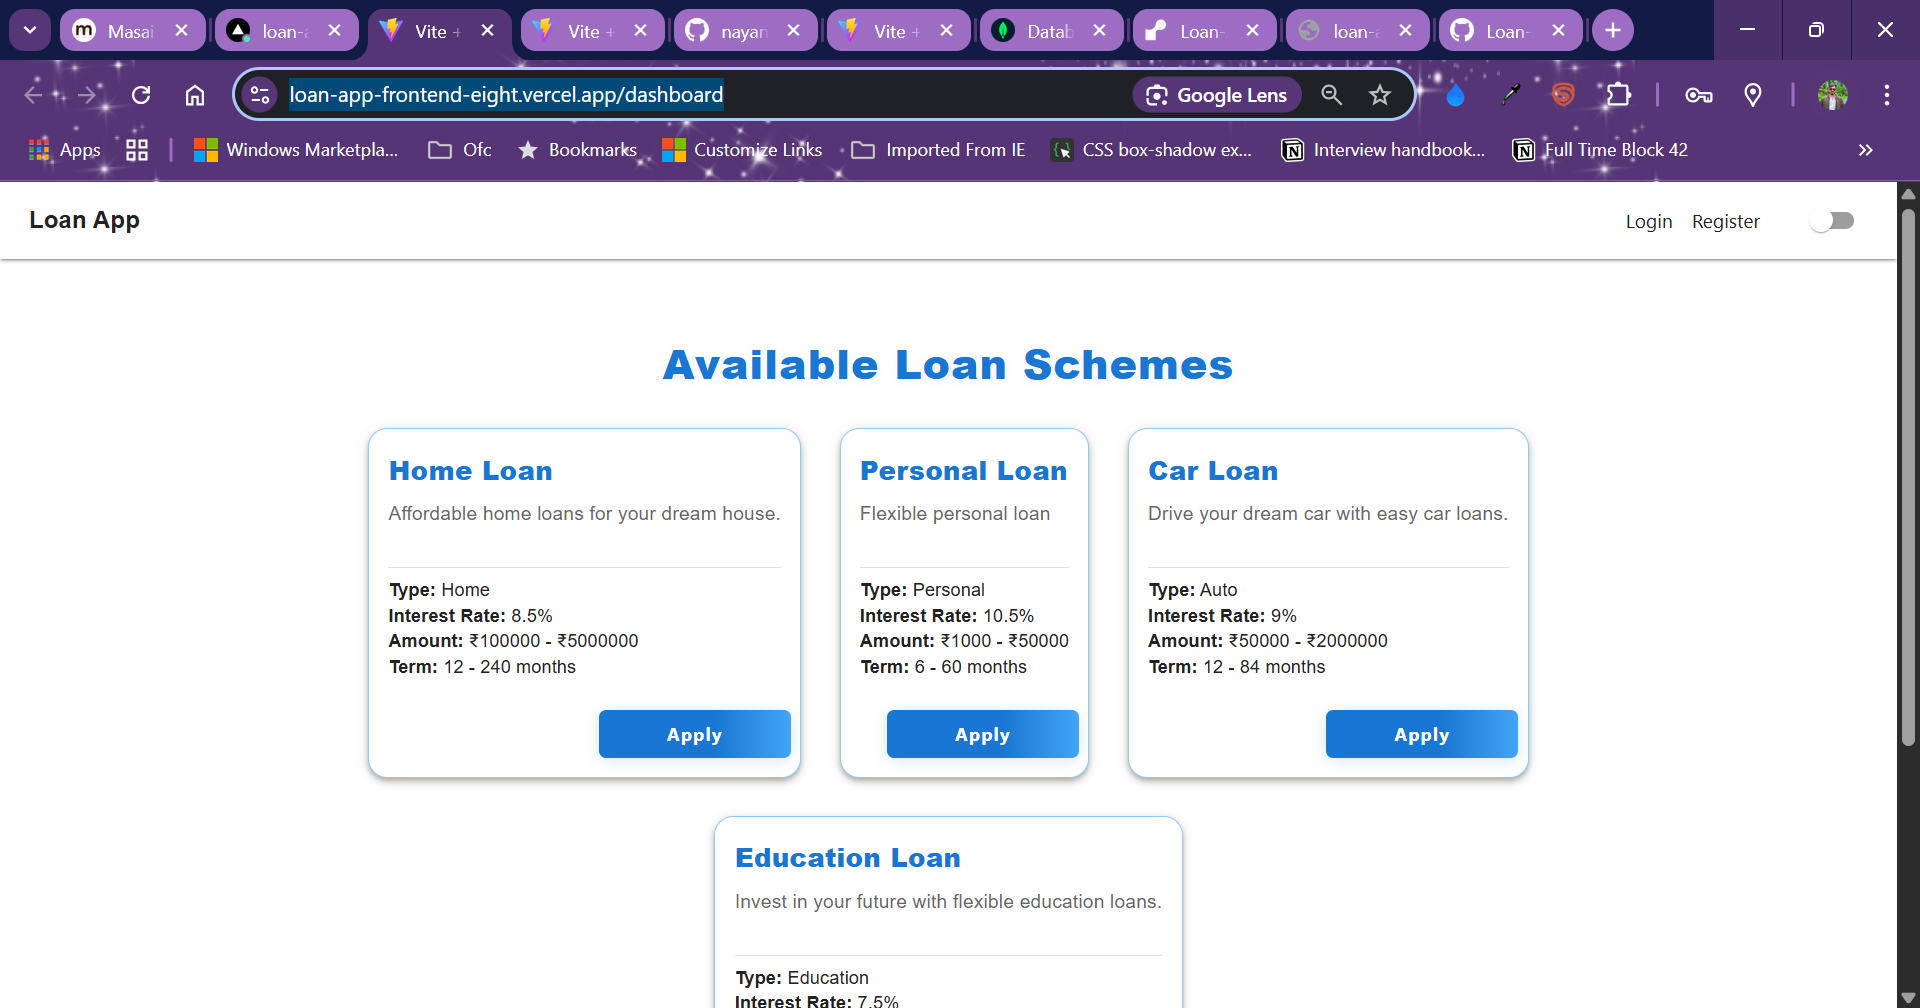 Masai
loan-a
Vite +
Vite +
nayan
Vite +
Datab
Loan-
loan-a
Loan-
loan-app-frontend-eight.vercel.app/dashboard
Google Lens
Apps
Windows Marketpla...
Ofc
Bookmarks
Customize Links
Imported From IE
CSS box-shadow ex...
Interview handbook...
Full Time Block 42
Loan App
Login
Register
Available Loan Schemes
Home Loan
Affordable home loans for your dream house.
Type: Home
Interest Rate: 8.5%
Amount: ₹100000 - ₹5000000
Term: 12 - 240 months
Apply
Personal Loan
Flexible personal loan
Type: Personal
Interest Rate: 10.5%
Amount: ₹1000 - ₹50000
Term: 6 - 60 months
Apply
Car Loan
Drive your dream car with easy car loans.
Type: Auto
Interest Rate: 9%
Amount: ₹50000 - ₹2000000
Term: 12 - 84 months
Apply
Education Loan
Invest in your future with flexible education loans.
Type: Education
Interest Rate: 7.5%